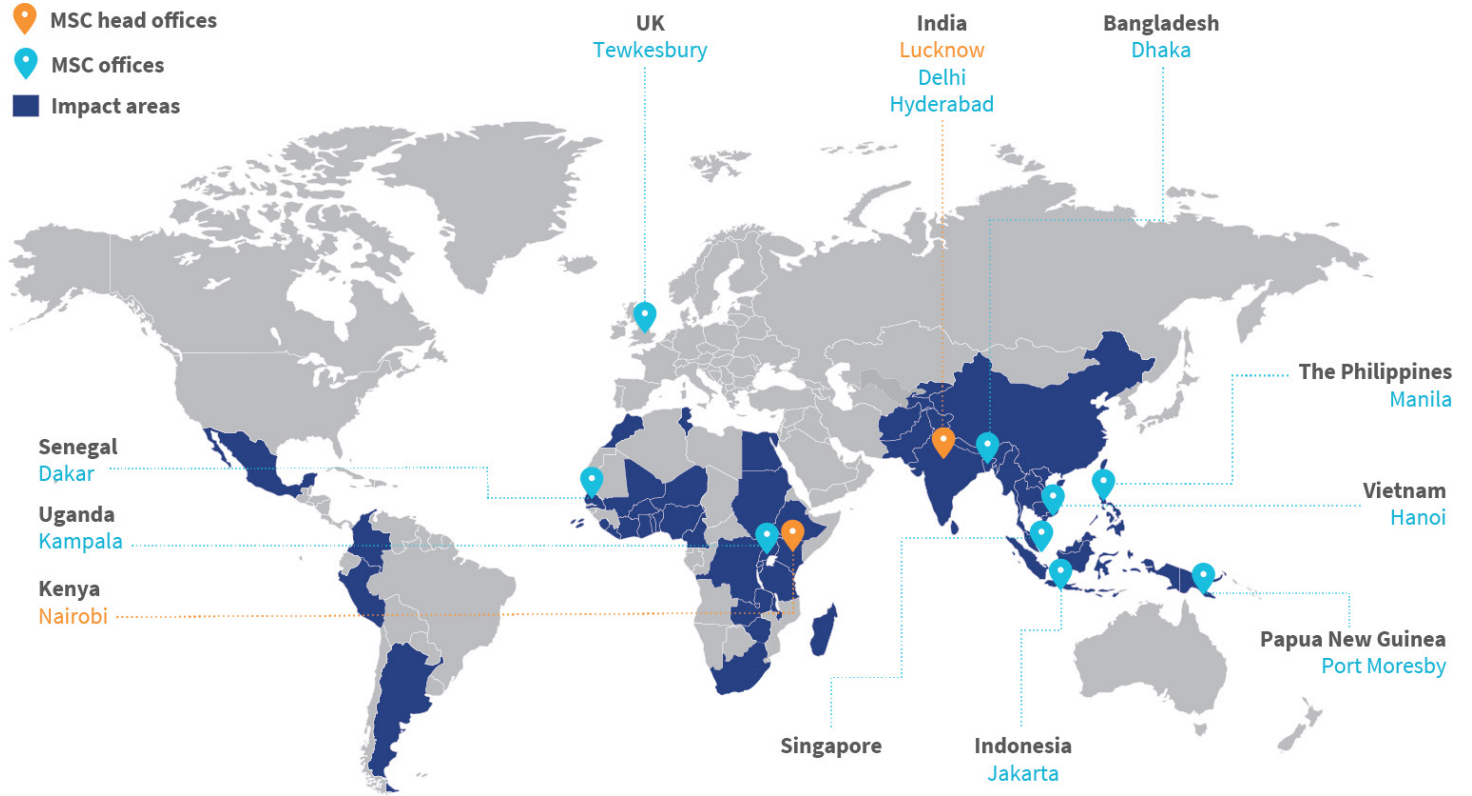 MSC head offices
MSC offices
Impact areas
UK
Tewkesbury
India
Lucknow
Delhi
Hyderabad
Bangladesh
Dhaka
The Philippines
Manila
Vietnam
Hanoi
Senegal
Dakar
Uganda
Kampala
Kenya
Nairobi
Papua New Guinea
Port Moresby
Singapore
Indonesia
Jakarta